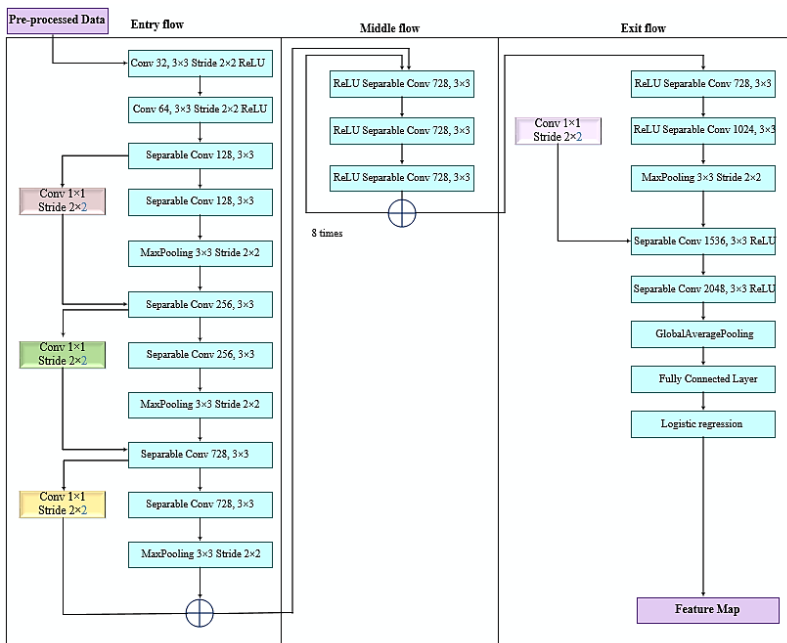 Pre-processed Data
Entry flow
Conv 32, 3×3 Stride 2×2 ReLU
Conv 64, 3×3 Stride 2×2 ReLU
Separable Conv 128, 3×3
Conv 1×1
Stride 2×2
Separable Conv 128, 3×3
MaxPooling 3×3 Stride 2×2
Separable Conv 256, 3×3
Conv 1×1
Stride 2×2
Separable Conv 256, 3×3
MaxPooling 3×3 Stride 2×2
Separable Conv 728, 3×3
Conv 1×1
Stride 2×2
Separable Conv 728, 3×3
MaxPooling 3×3 Stride 2×2
Middle flow
ReLU Separable Conv 728, 3×3
ReLU Separable Conv 728, 3×3
ReLU Separable Conv 728, 3×3
8 times
Exit flow
ReLU Separable Conv 728, 3×3
Conv 1×1
Stride 2×2
ReLU Separable Conv 1024, 3×3
MaxPooling 3×3 Stride 2×2
Separable Conv 1536, 3×3 ReLU
Separable Conv 2048, 3×3 ReLU
GlobalAveragePooling
Fully Connected Layer
Logistic regression
Feature Map